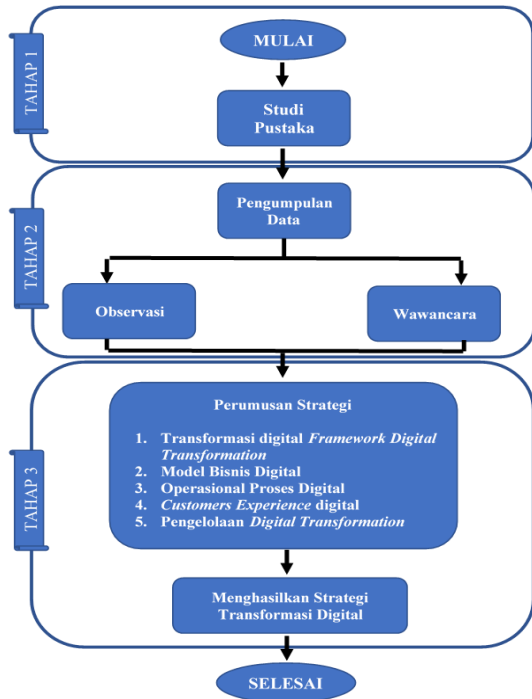 TAHAP 1
MULAI
Studi
Pustaka
TAHAP 2
Pengumpulan
Data
Observasi
Wawancara
TAHAP 3
Perumusan Strategi
1. Transformasi digital Framework Digital
Transformation
2. Model Bisnis Digital
3. Operasional Proses Digital
4. Customers Experience digital
5. Pengelolaan Digital Transformation
Menghasilkan Strategi
Transformasi Digital
SELESAI